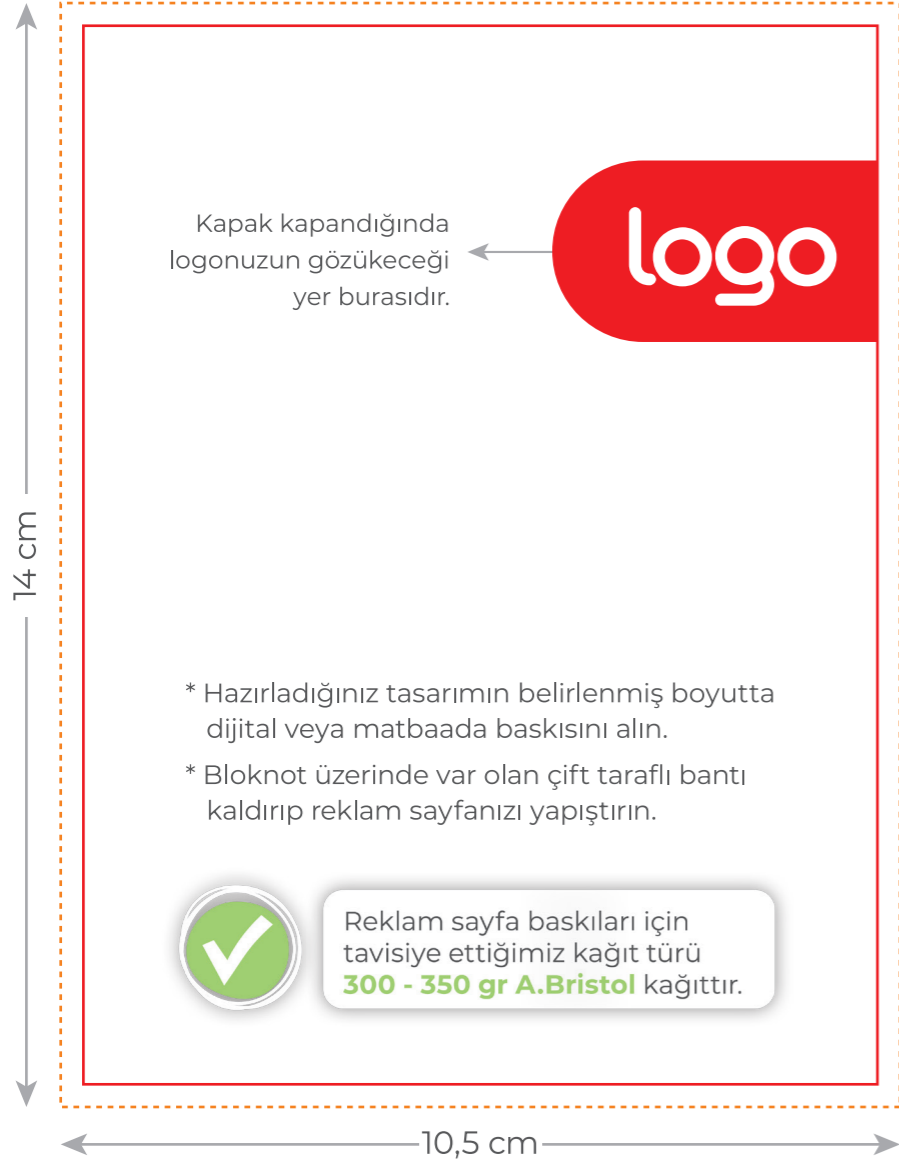 Kapak kapandığında
logonuzun gözükeceği
yer burasıdır.
logo
14 cm
* Hazırladığınız tasarımın belirlenmiş boyutta
dijital veya matbaada baskısını alın.
* Bloknot üzerinde var olan çift taraflı bantı
kaldırıp reklam sayfanızı yapıştırın.
Reklam sayfa baskıları için
tavisiye ettiğimiz kağıt türü
300 - 350 gr A.Bristol kağıttır.
10,5 cm